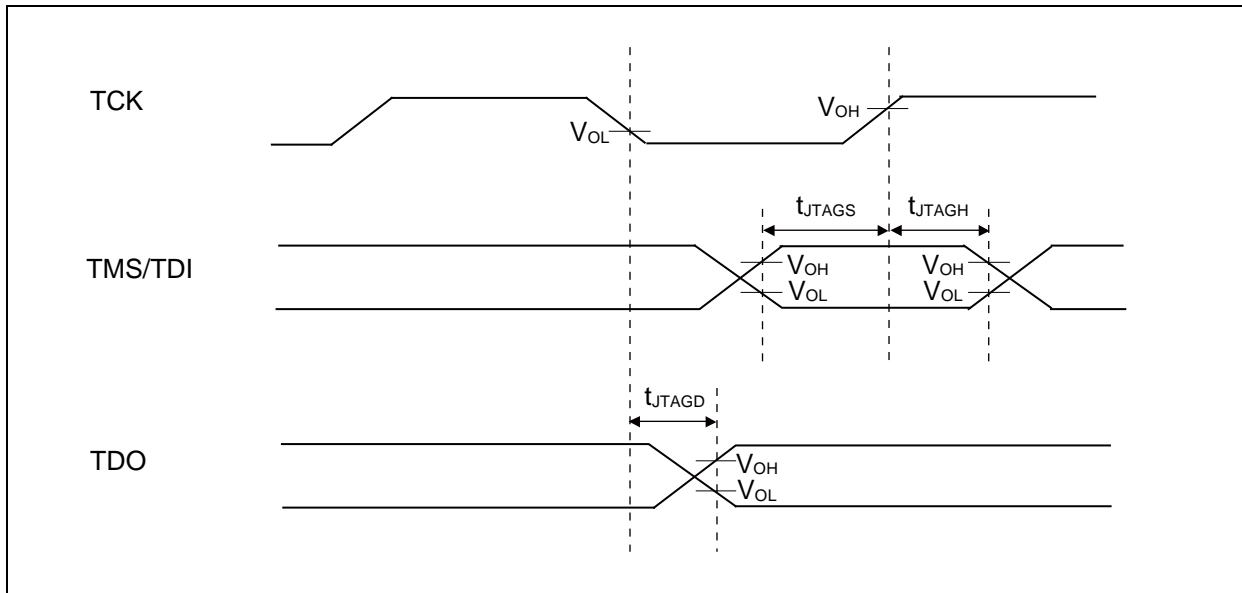 TCK
VOL
VOH
tJTAGS
tJTAGH
TMS/TDI
VOH
VOL
VOH
VOL
tJTAGD
TDO
VOH
VOL